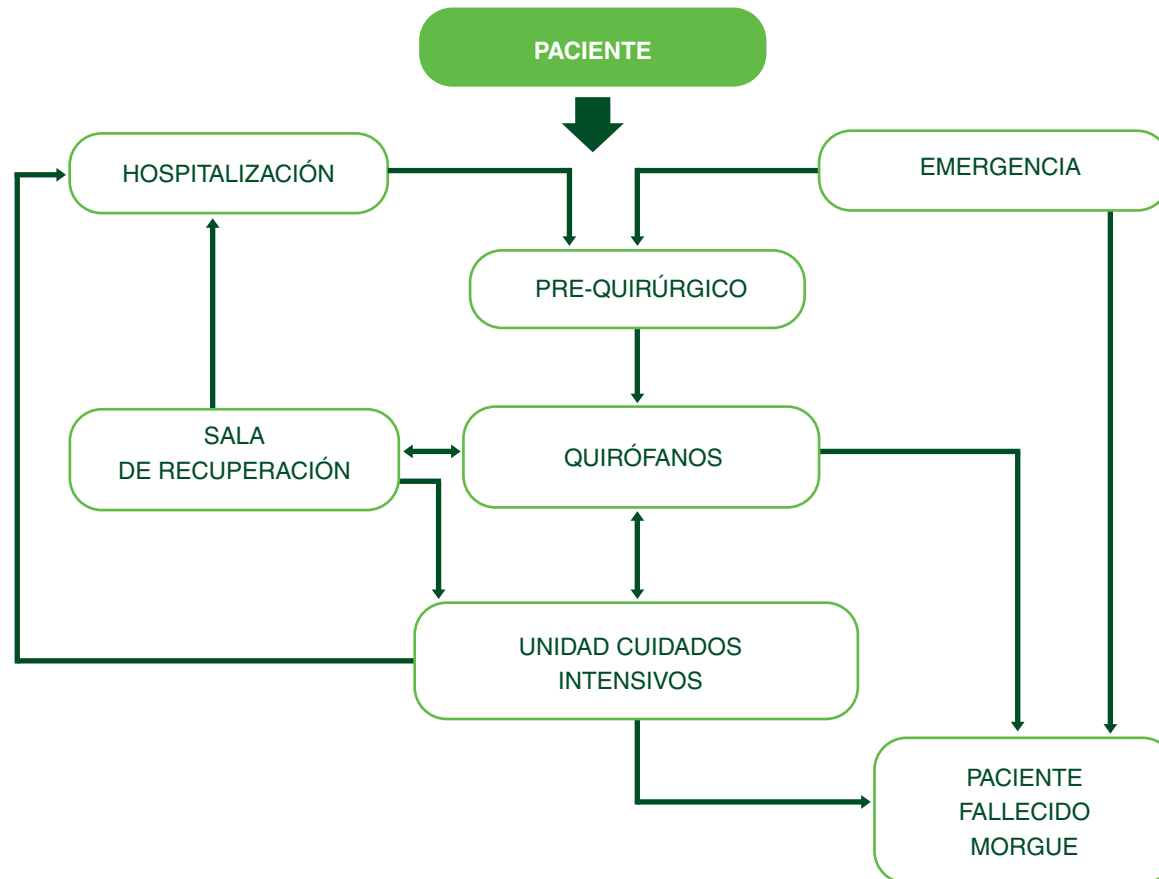 PACIENTE
HOSPITALIZACIÓN
EMERGENCIA
PRE-QUIRÚRGICO
SALA
DE RECUPERACIÓN
QUIRÓFANOS
UNIDAD CUIDADOS
INTENSIVOS
PACIENTE
FALLECIDO
MORGUE